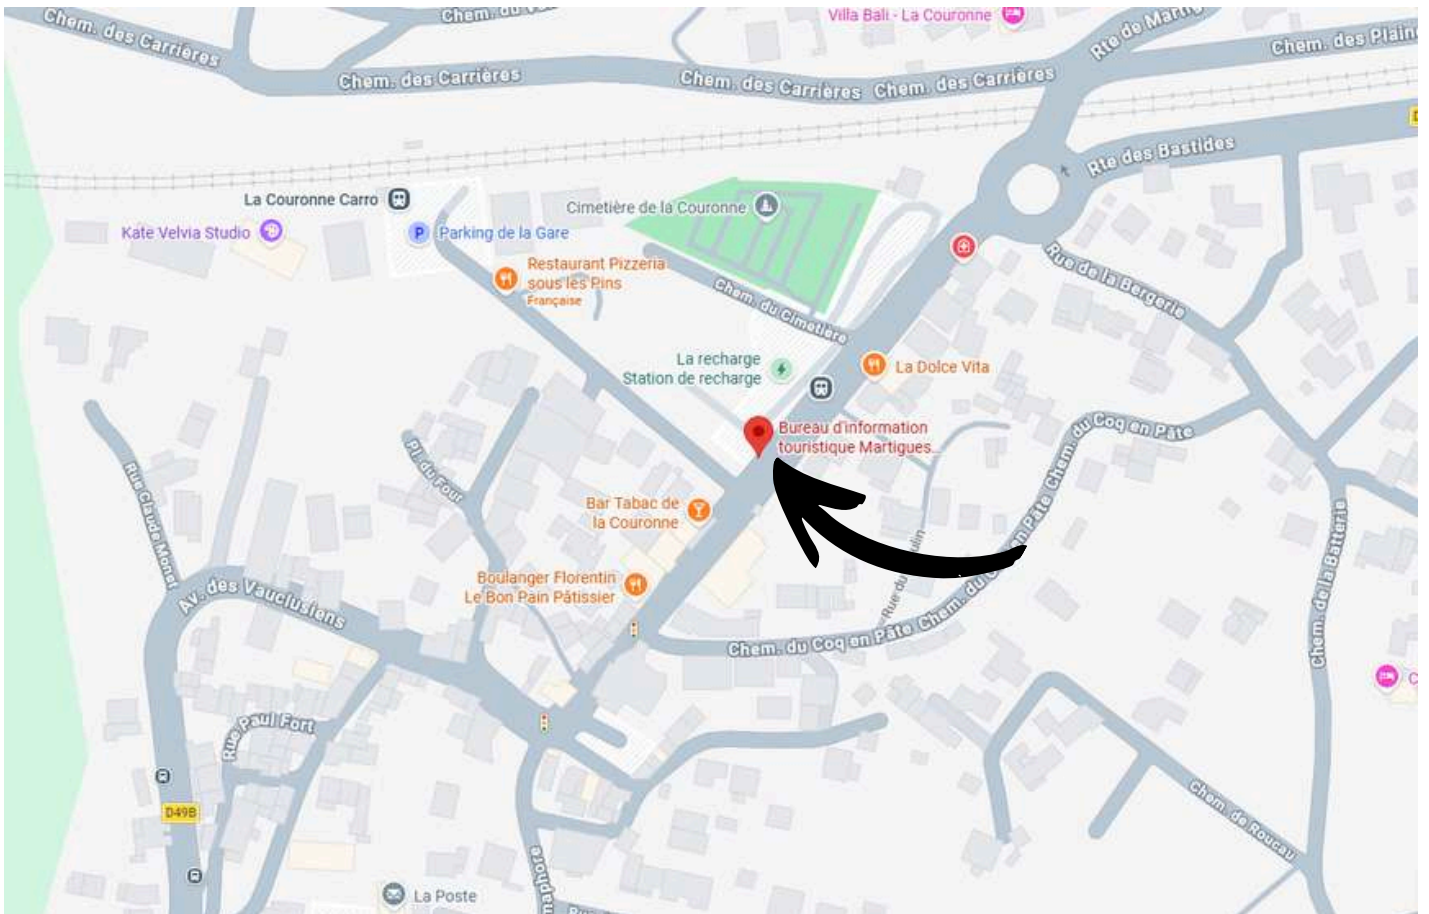 Chem. des Carrières
Villa Bali - La Couronne
Chem. des Carrières
Chem. des Carrières
Chem. des Carrières
Rte des Bastides
La Couronne Carro
Cimetière de la Couronne
Kate Velvia Studio
P
Parking de la Gare
Restaurant Pizzeria
sous les Pins
Française
Rue de la Bergerie
Chem. du Cimetière
La recharge
Station de recharge
La Dolce Vita
Bureau d'information
touristique Martigues...
Chem. du Coq en Pâte
Chem. du Coq en Pâte
Pl. du Four
Rue Claude Monet
Bar Tabac de
la Couronne
Chem. de la Batterie
Boulanger Florentin
Le Bon Pain Pâtissier
Av. des Vauclusiens
Chem. du Coq en Pâte
Rue Paul Fort
D49B
Chem. de Roucau
La Poste